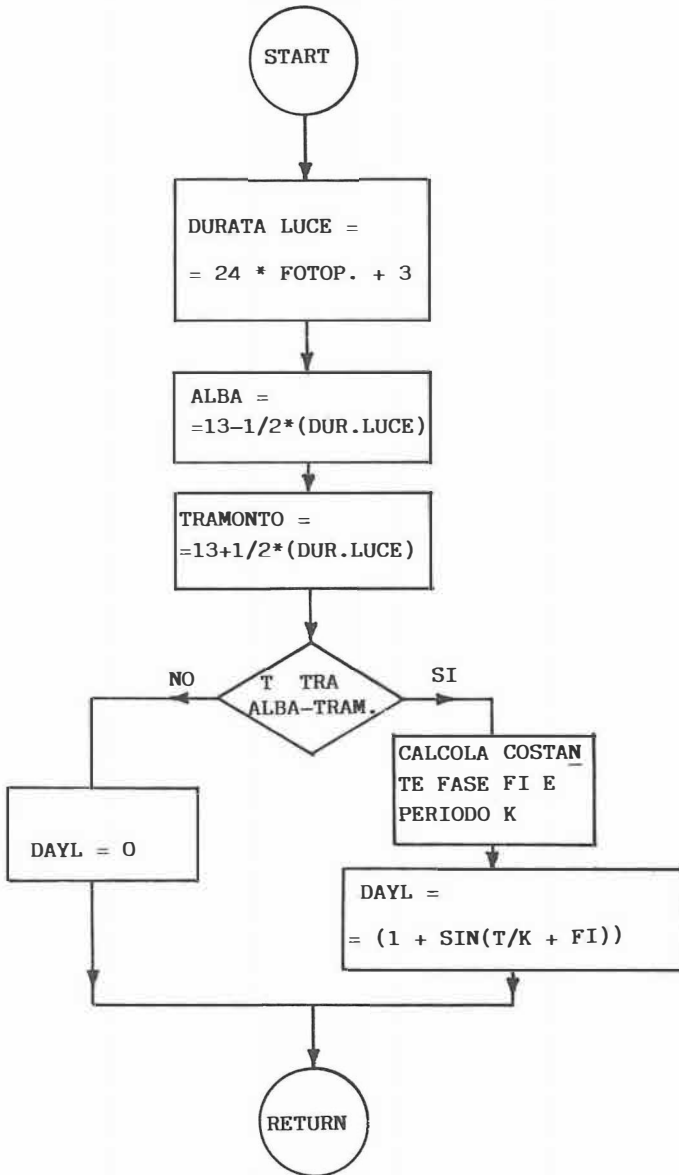 START
DURATA LUCE =
= 24 * FOTOP. + 3
ALBA =
=13-1/2*(DUR.LUCE)
TRAMONTO =
=13+1/2*(DUR.LUCE)
T TRA
ALBA-TRAM.
NO
SI
CALCOLA COSTAN
TE FASE FI E
PERIODO K
DAYL = 0
DAYL =
= (1 + SIN(T/K + FI))
RETURN